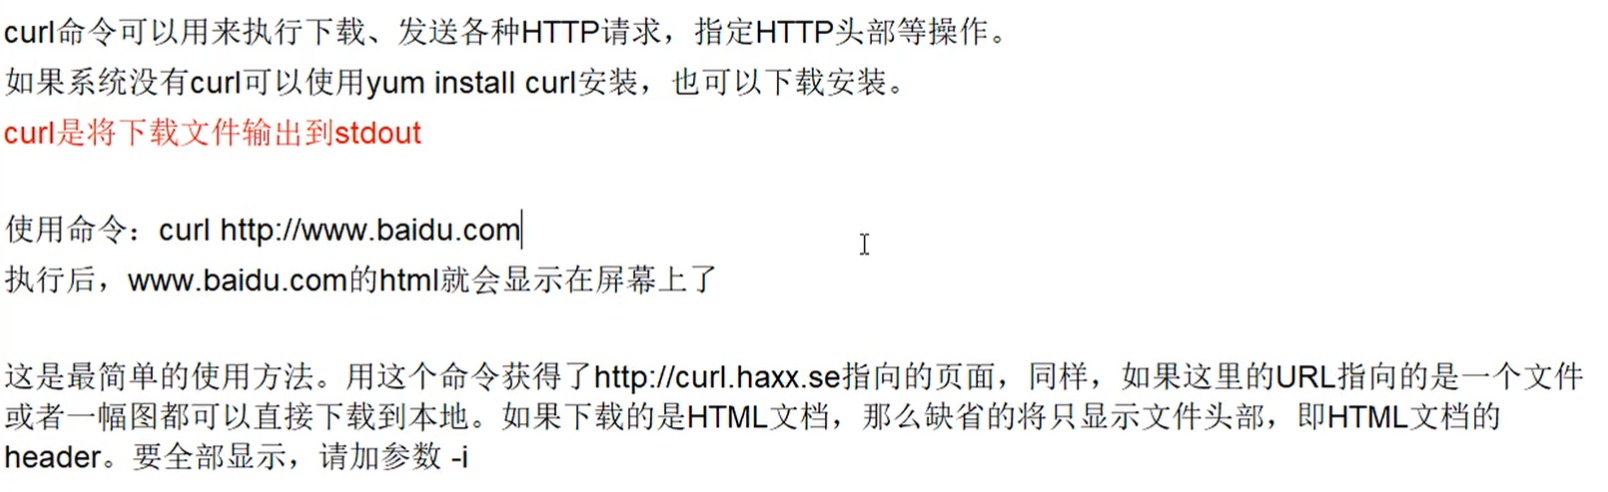 curl命令可以用来执行下载、发送各种HTTP请求，指定HTTP头部等操作。
如果系统没有curl可以使用yum install curl安装，也可以下载安装。
curl是将下载文件输出到stdout
使用命令：curl http://www.baidu.com
执行后，www.baidu.com的html就会显示在屏幕上了
这是最简单的使用方法。用这个命令获得了http://curl.haxx.se指向的页面，同样，如果这里的URL指向的是一个文件
或者一幅图都可以直接下载到本地。如果下载的是HTML文档，那么缺省的将只显示文件头部，即HTML文档的
header。要全部显示，请加参数 -i